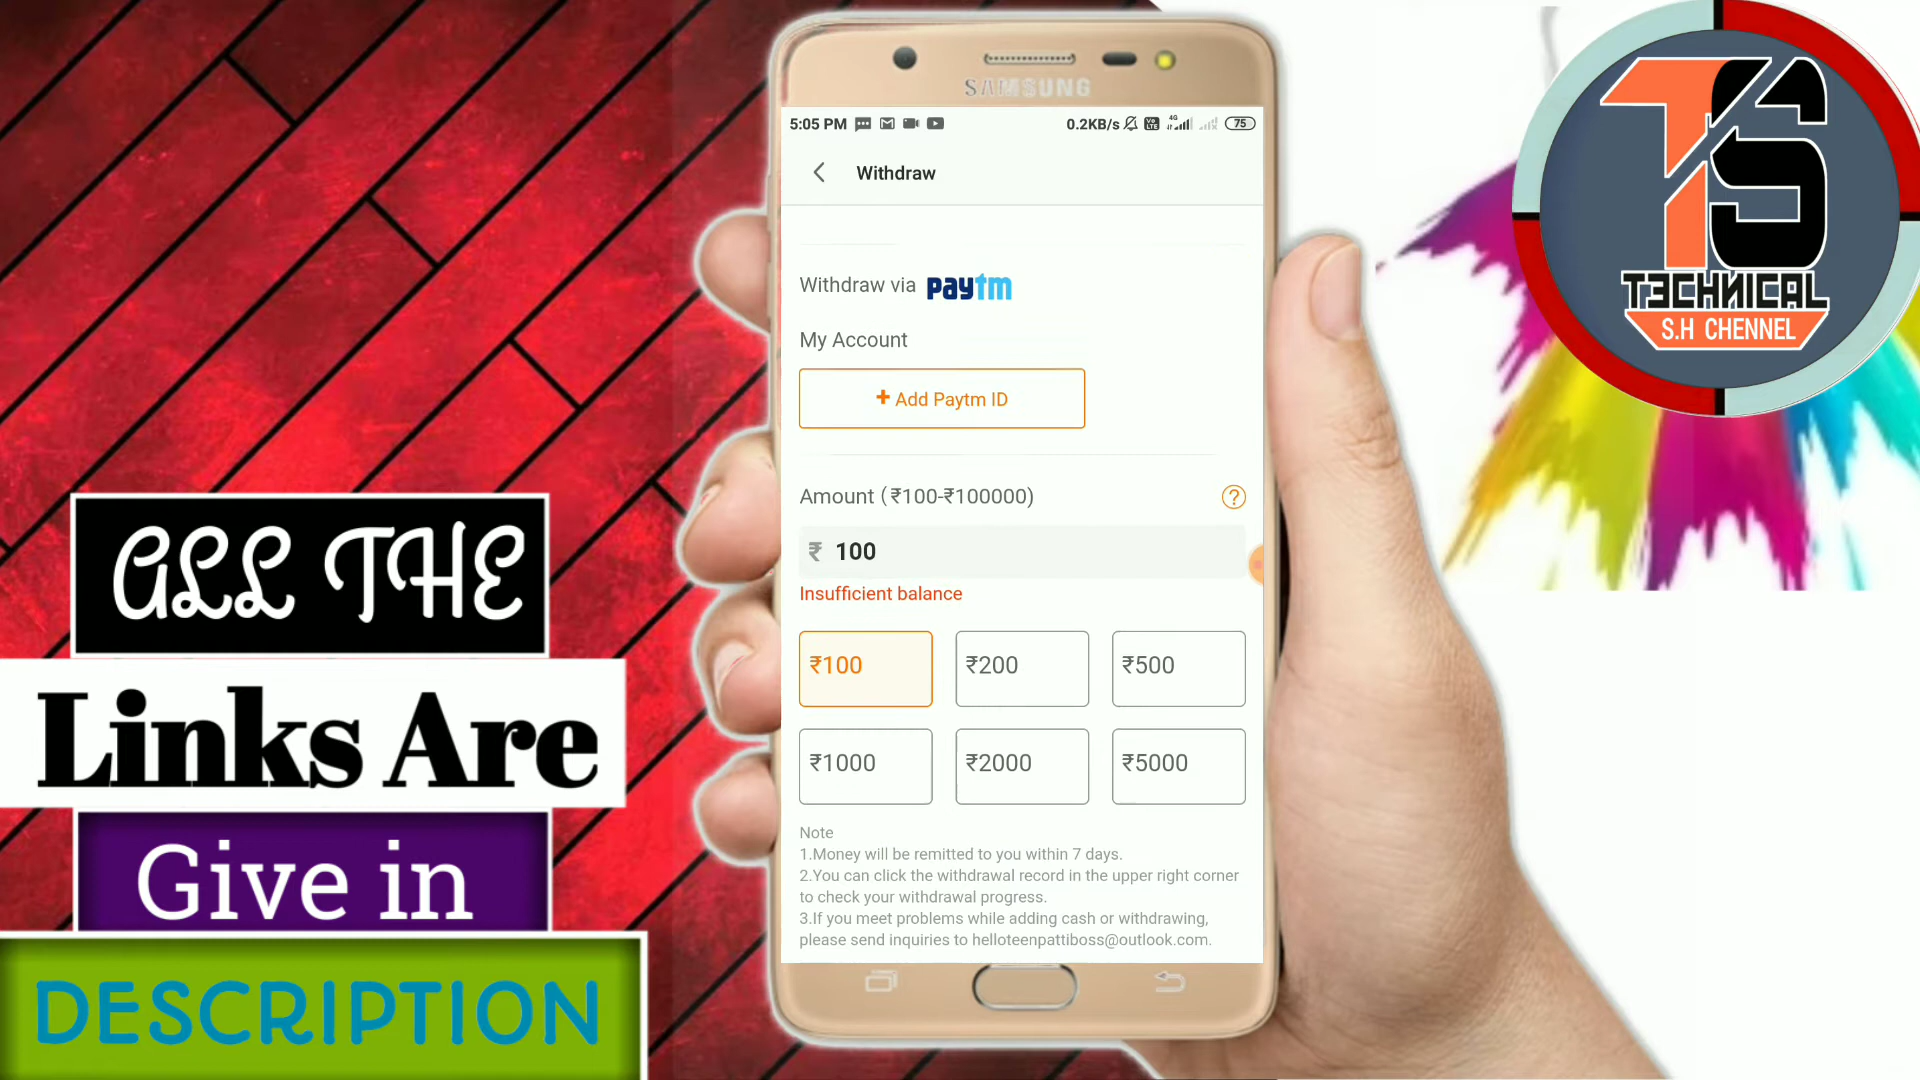 SAMSUNG
5:05 PM
0.2KB/s
4G
75
Withdraw
Withdraw via paytm
My Account
+ Add Paytm ID
Amount (₹100-₹100000)
?
₹ 100
Insufficient balance
₹100 ₹200 ₹500
₹1000 ₹2000 ₹5000
Note
1.Money will be remitted to you within 7 days.
2.You can click the withdrawal record in the upper right corner
to check your withdrawal progress.
3.If you meet problems while adding cash or withdrawing,
please send inquiries to helloteenpattiboss@outlook.com.
ALL THE
Links Are
Give in
DESCRIPTION
TS
TECHNICAL
S.H CHENNEL